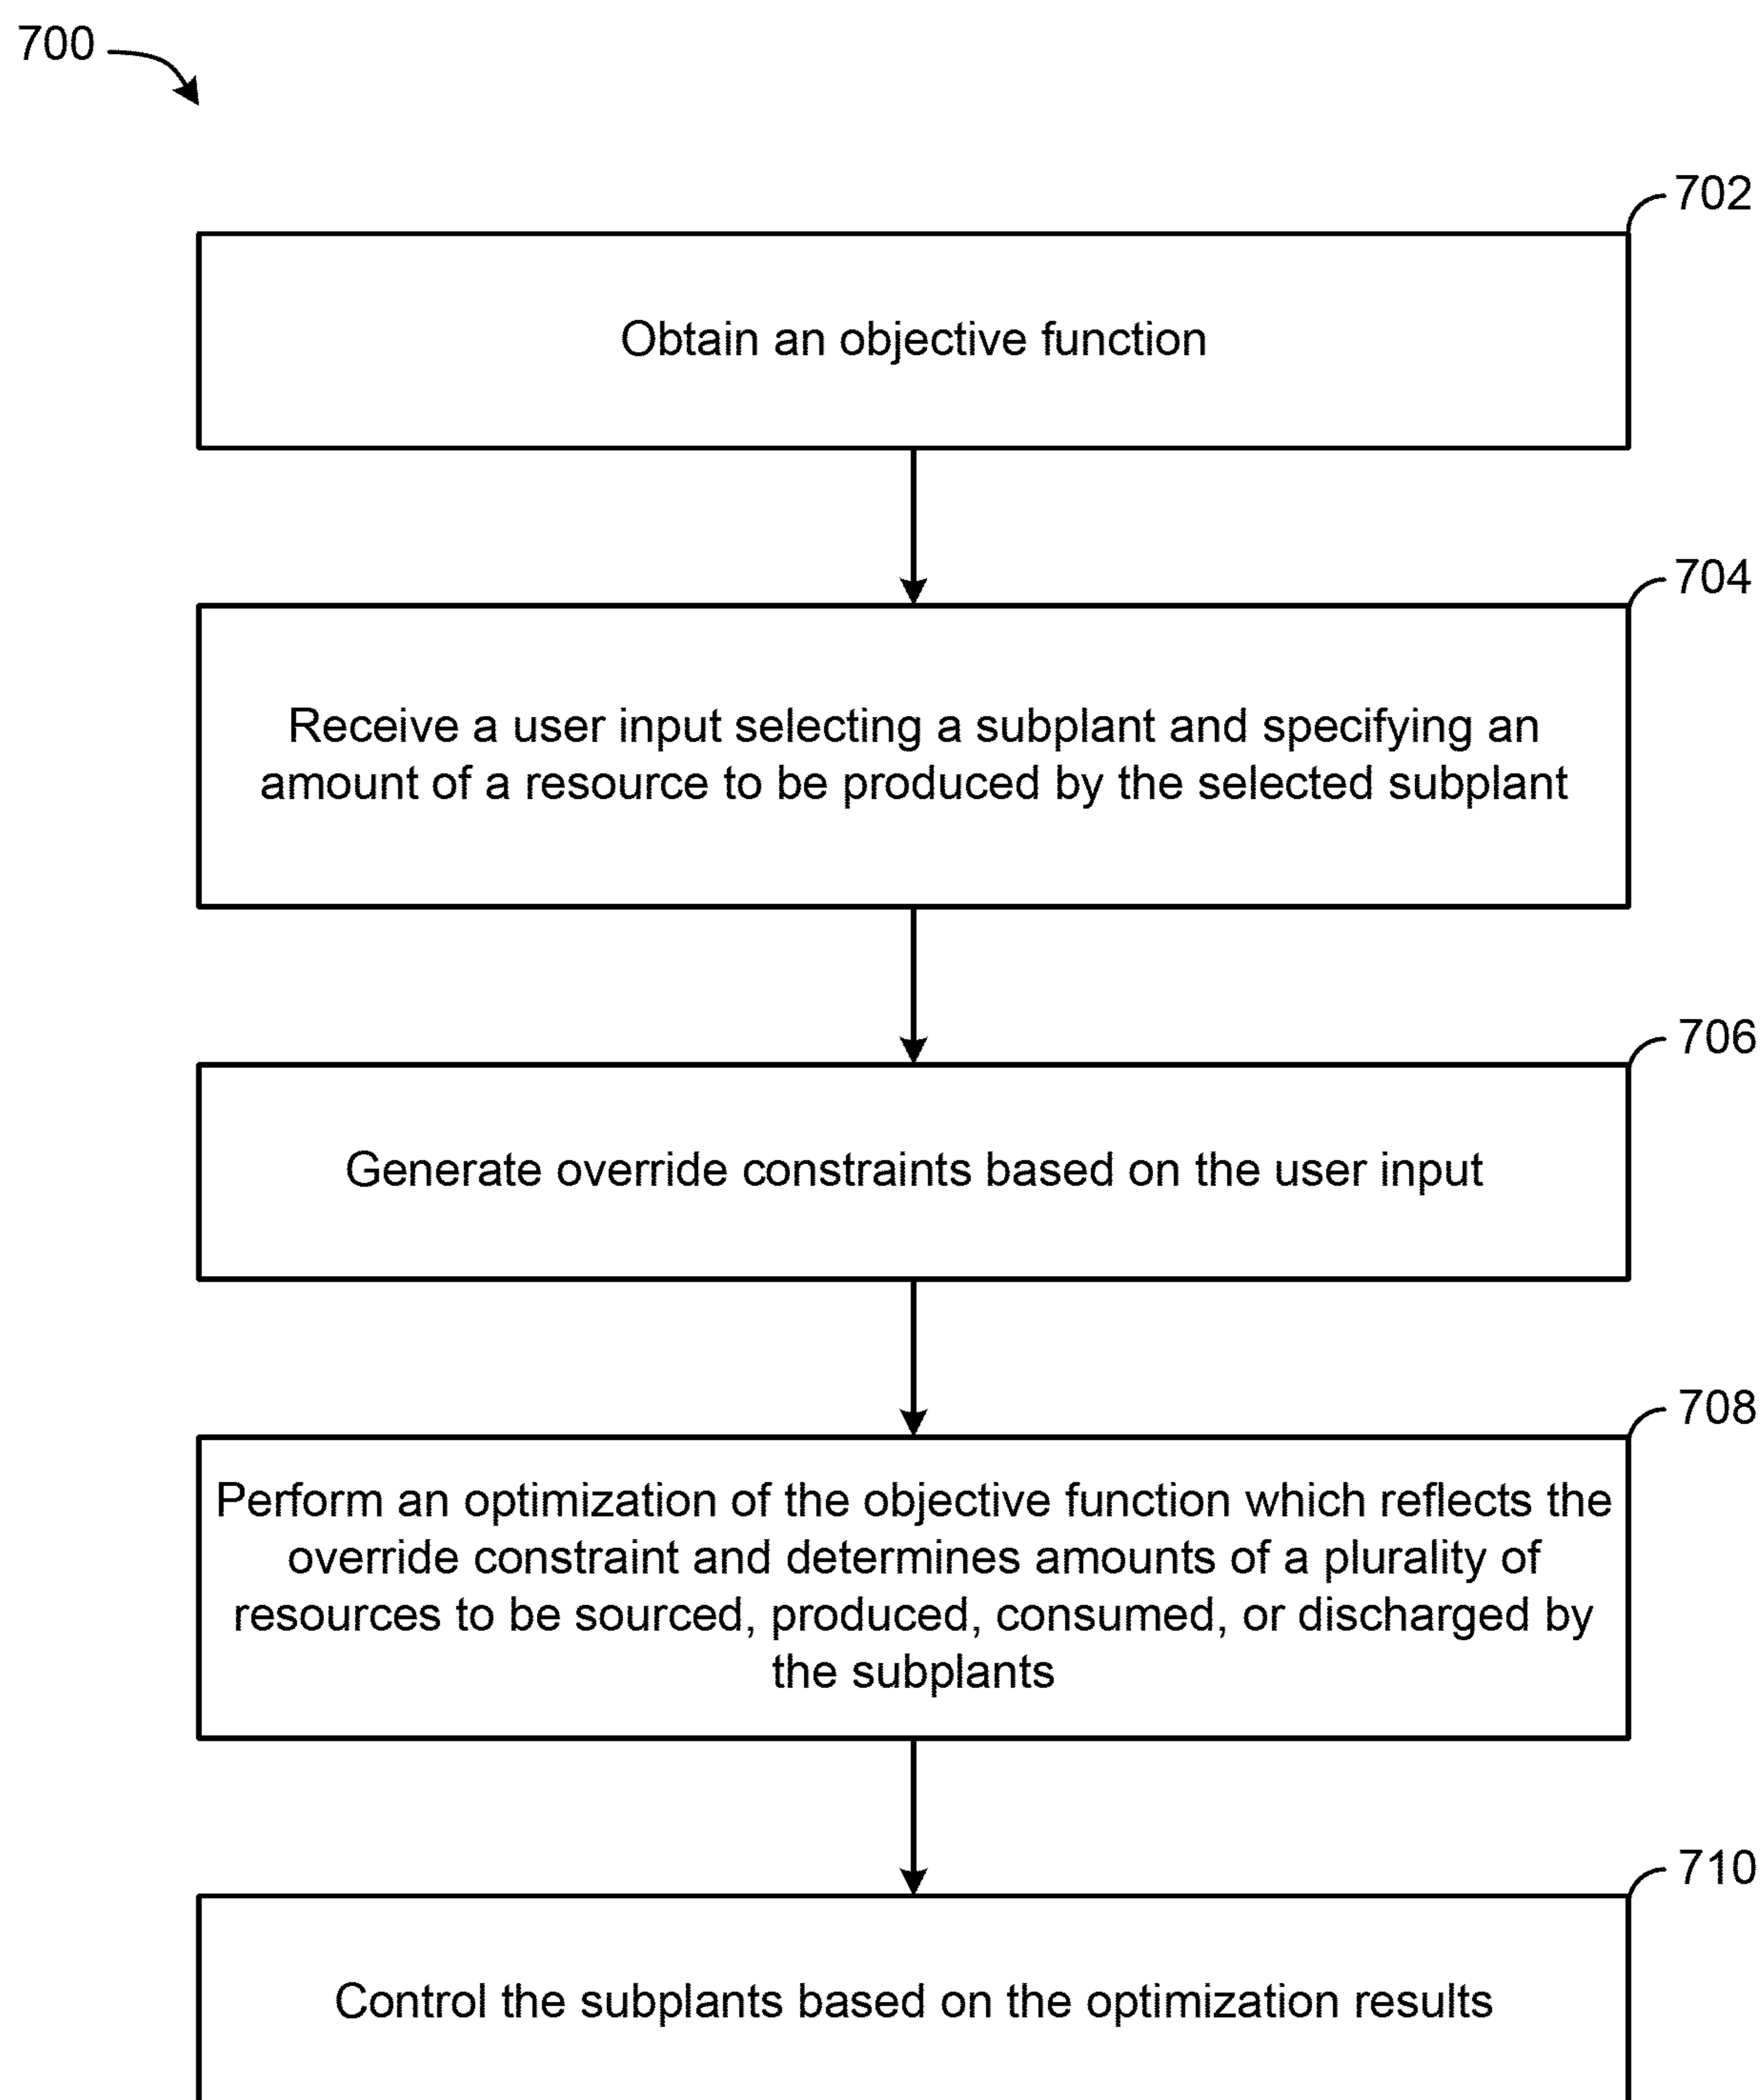 700
702
Obtain an objective function
704
Receive a user input selecting a subplant and specifying an
amount of a resource to be produced by the selected subplant
706
Generate override constraints based on the user input
708
Perform an optimization of the objective function which reflects the
override constraint and determines amounts of a plurality of
resources to be sourced, produced, consumed, or discharged by
the subplants
710
Control the subplants based on the optimization results